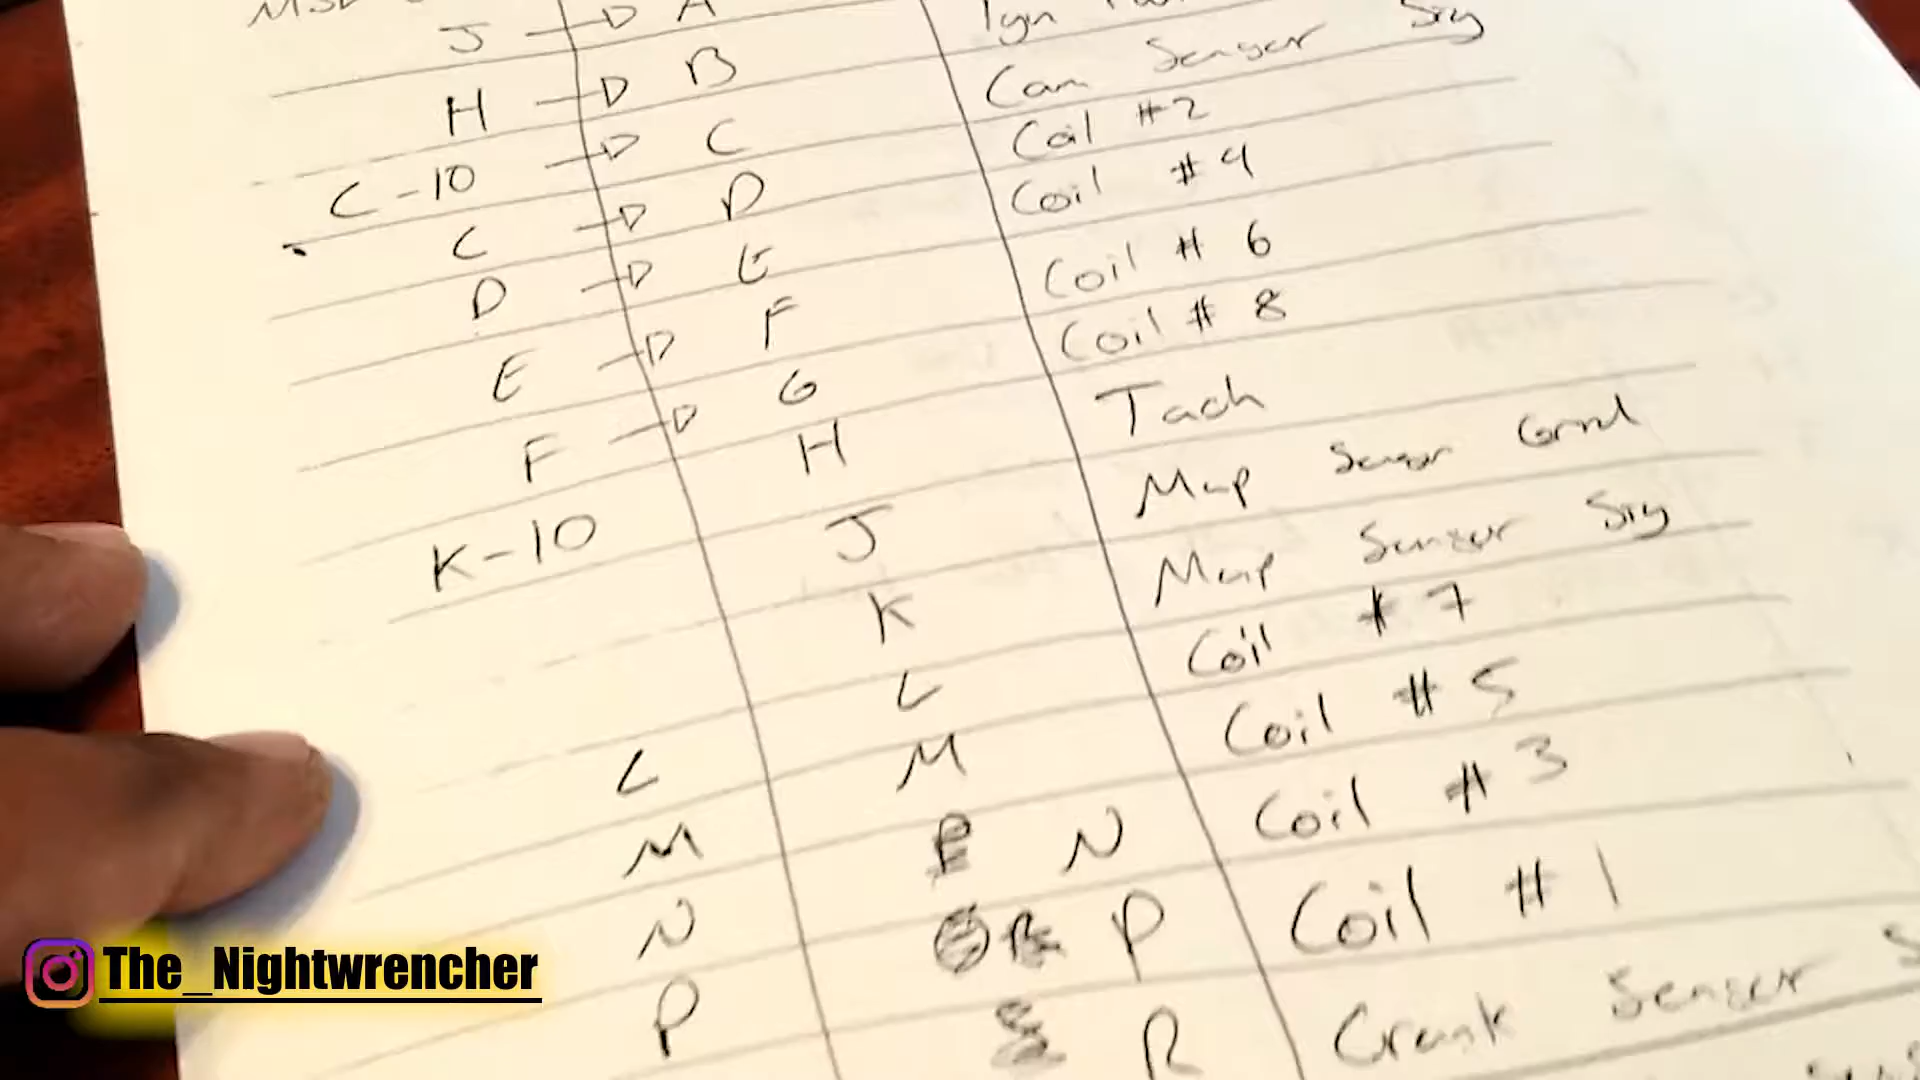 J → A Ign
H → B Cam Sensor Sig
C-10 → C Coil #2
C → D Coil #4
D → E Coil #6
E → F Coil #8
F → G Tach
K-10 H Map Sensor Grnd
J Map Sensor Sig
K Coil #7
L L Coil #5
M M Coil #3
N N Coil #1
P P Crank Sensor
R
The_Nightwrencher